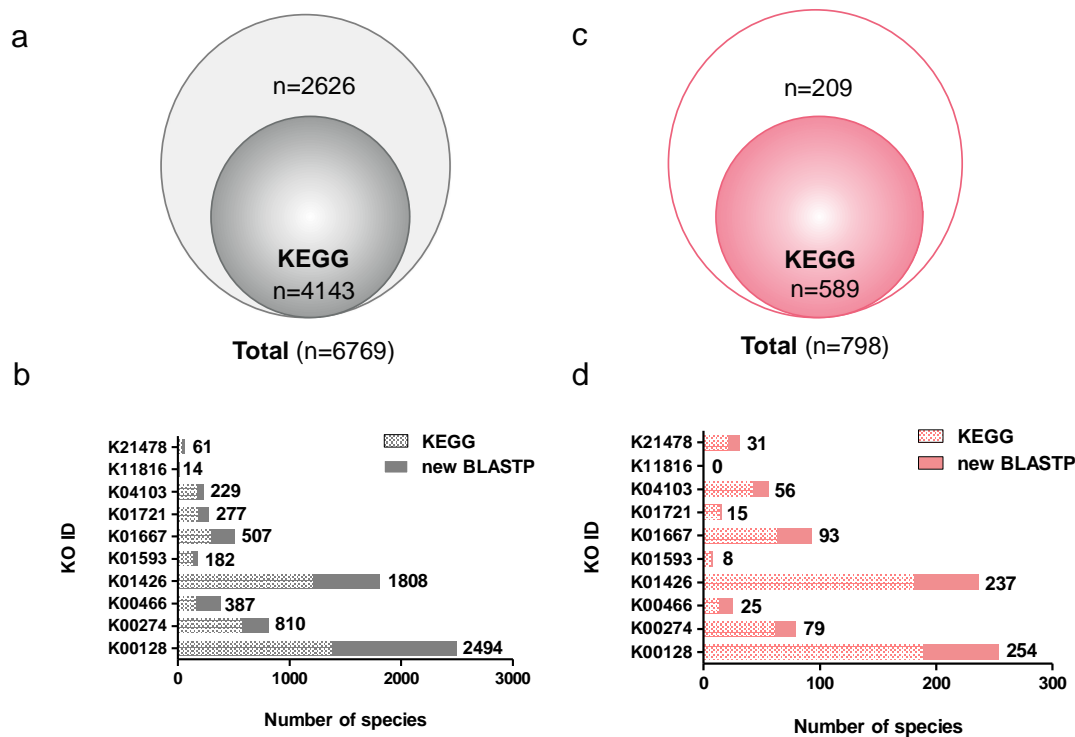 a
n=2626
KEGG
n=4143
Total (n=6769)
b
KO ID
K21478
K11816
K04103
K01721
K01667
K01593
K01426
K00466
K00274
K00128
61
14
229
277
507
182
1808
387
810
2494
KEGG
new BLASTP
0
1000
2000
3000
Number of species
c
n=209
KEGG
n=589
Total (n=798)
d
KO ID
K21478
K11816
K04103
K01721
K01667
K01593
K01426
K00466
K00274
K00128
31
0
56
15
93
8
237
25
79
254
KEGG
new BLASTP
0
100
200
300
Number of species